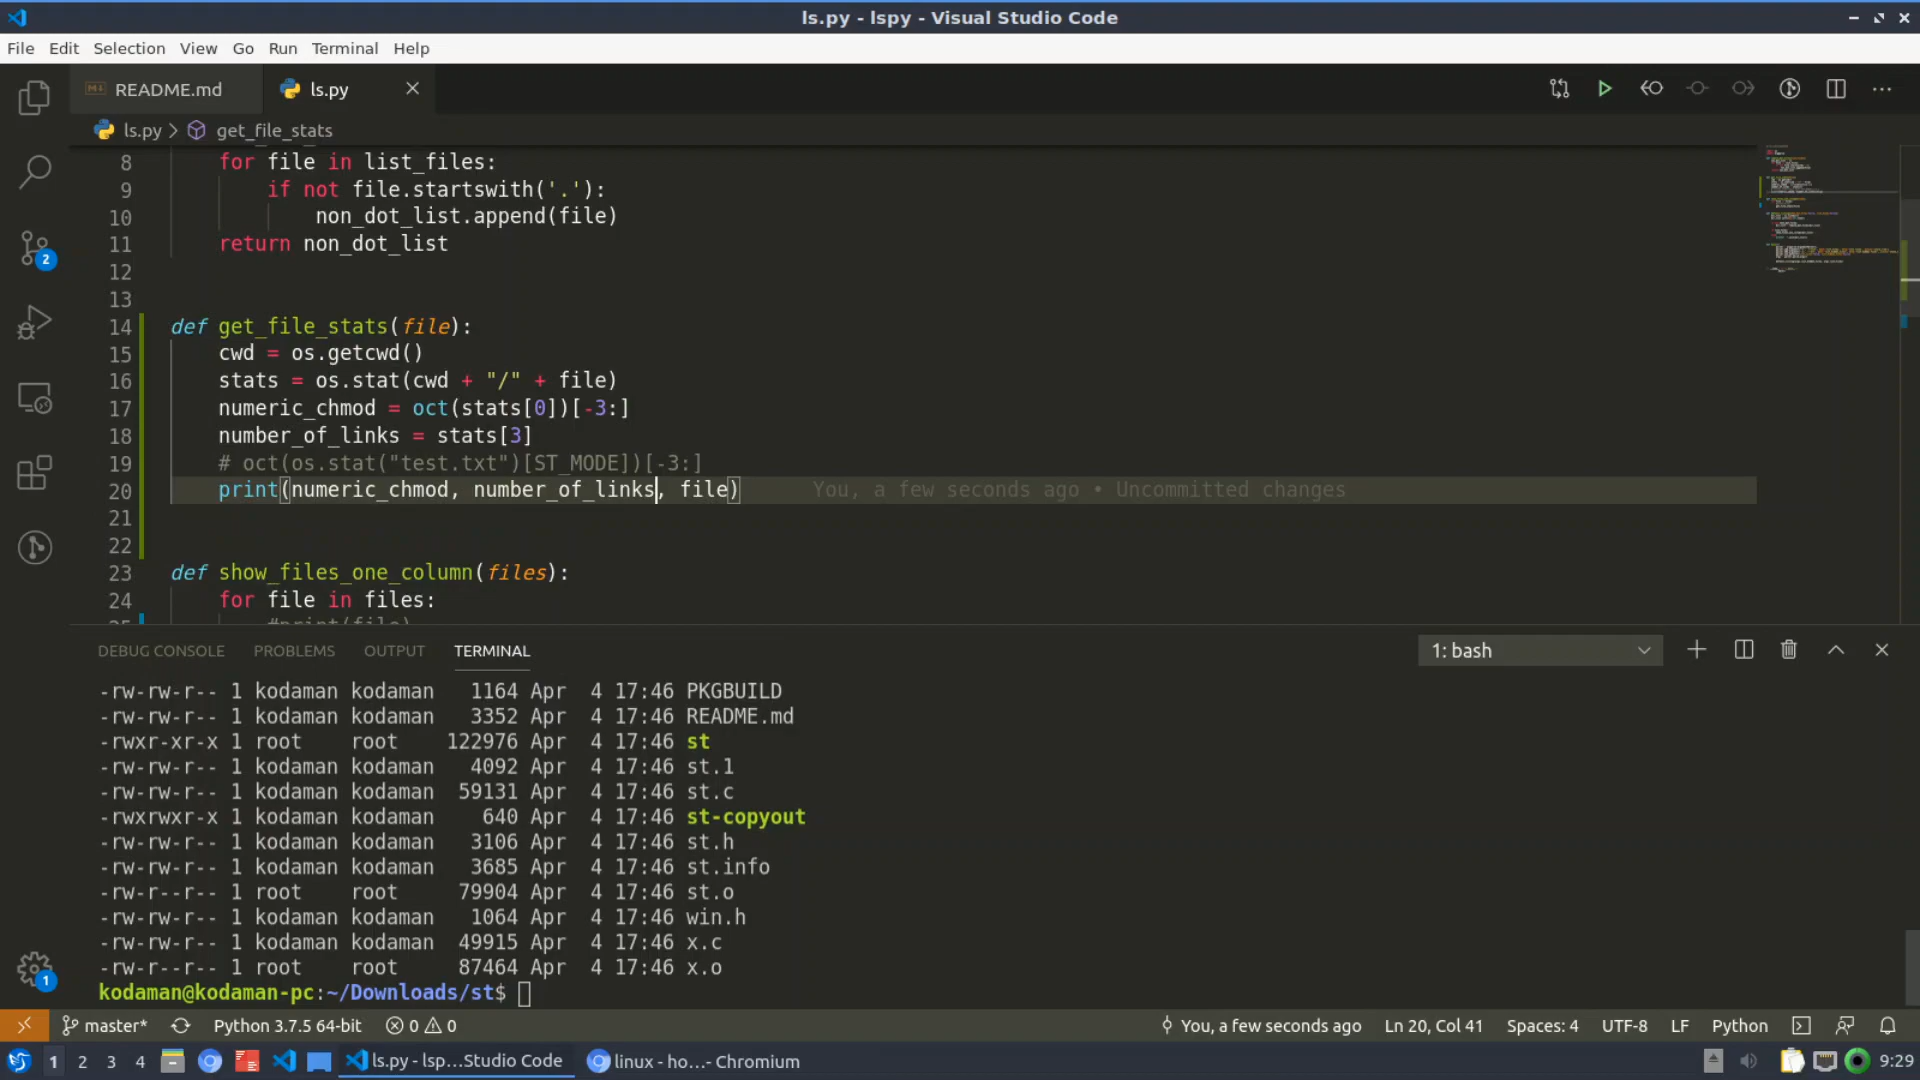 ls.py - lspy - Visual Studio Code
File Edit Selection View Go Run Terminal Help
README.md ls.py
ls.py > get_file_stats
8 for file in list_files:
9 if not file.startswith('.'):
10 non_dot_list.append(file)
11 return non_dot_list
12
13
14 def get_file_stats(file):
15 cwd = os.getcwd()
16 stats = os.stat(cwd + "/" + file)
17 numeric_chmod = oct(stats[0])[-3:]
18 number_of_links = stats[3]
19 # oct(os.stat("test.txt")[ST_MODE])[-3:]
20 print(numeric_chmod, number_of_links, file) You, a few seconds ago • Uncommitted changes
21
22
23 def show_files_one_column(files):
24 for file in files:
25 #print(file)
DEBUG CONSOLE PROBLEMS OUTPUT TERMINAL 1: bash
-rw-rw-r-- 1 kodaman kodaman 1164 Apr 4 17:46 PKGBUILD
-rw-rw-r-- 1 kodaman kodaman 3352 Apr 4 17:46 README.md
-rwxr-xr-x 1 root root 122976 Apr 4 17:46 st
-rw-rw-r-- 1 kodaman kodaman 4092 Apr 4 17:46 st.1
-rw-rw-r-- 1 kodaman kodaman 59131 Apr 4 17:46 st.c
-rwxrwxr-x 1 kodaman kodaman 640 Apr 4 17:46 st-copyout
-rw-rw-r-- 1 kodaman kodaman 3106 Apr 4 17:46 st.h
-rw-rw-r-- 1 kodaman kodaman 3685 Apr 4 17:46 st.info
-rw-r--r-- 1 root root 79904 Apr 4 17:46 st.o
-rw-rw-r-- 1 kodaman kodaman 1064 Apr 4 17:46 win.h
-rw-rw-r-- 1 kodaman kodaman 49915 Apr 4 17:46 x.c
-rw-r--r-- 1 root root 87464 Apr 4 17:46 x.o
kodaman@kodaman-pc:~/Downloads/st$
2
1
master* Python 3.7.5 64-bit 0 0 You, a few seconds ago Ln 20, Col 41 Spaces: 4 UTF-8 LF Python
1 2 3 4 ls.py - lsp...Studio Code linux - ho...- Chromium 9:29